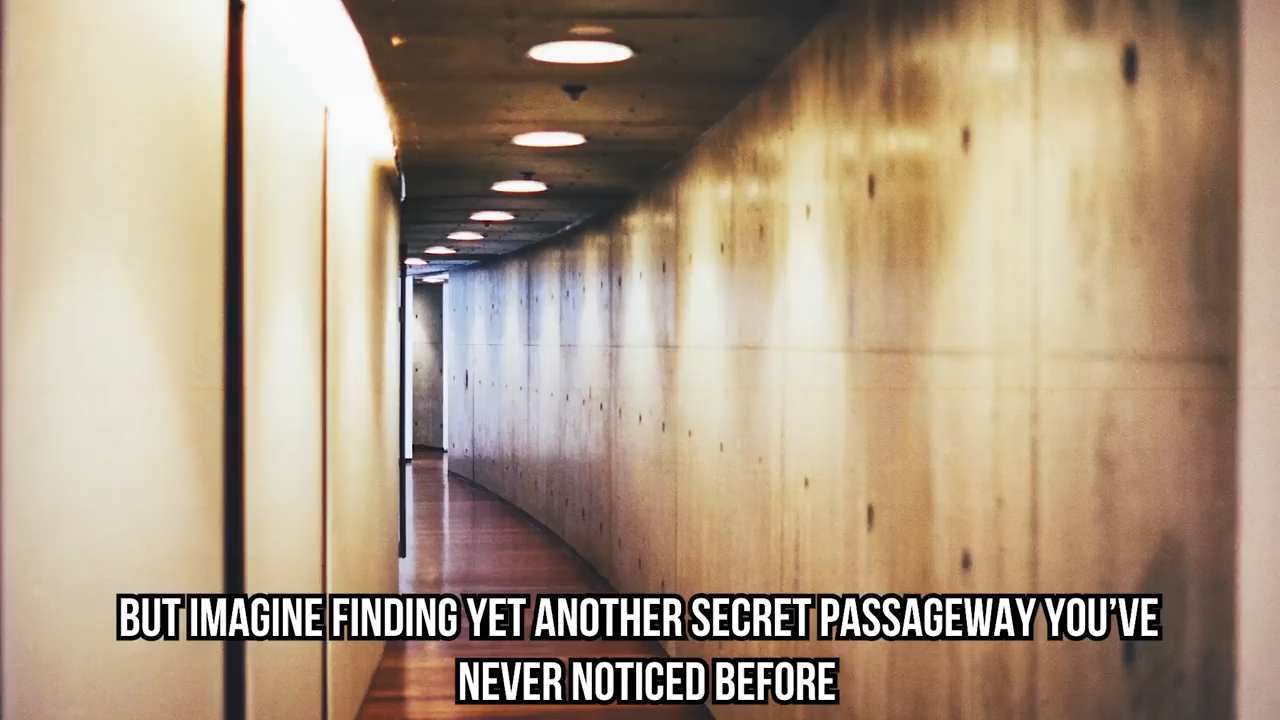 BUT IMAGINE FINDING YET ANOTHER SECRET PASSAGEWAY YOU’VE
NEVER NOTICED BEFORE